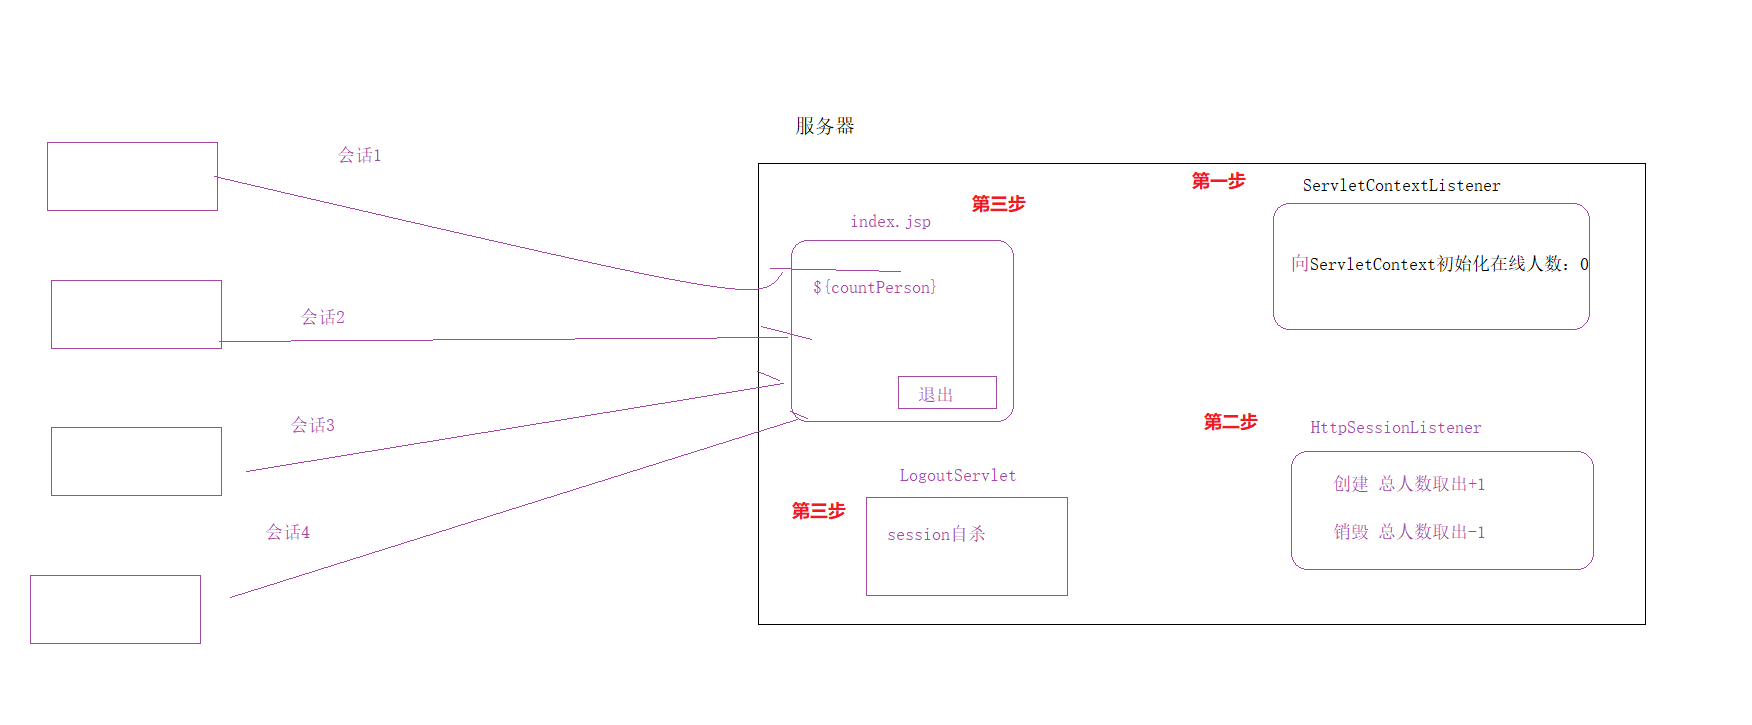 服务器
会话1
会话2
会话3
会话4
第三步
index.jsp
${countPerson}
退出
第三步
LogoutServlet
session自杀
第一步
ServletContextListener
向ServletContext初始化在线人数：0
第二步
HttpSessionListener
创建 总人数取出+1
销毁 总人数取出-1